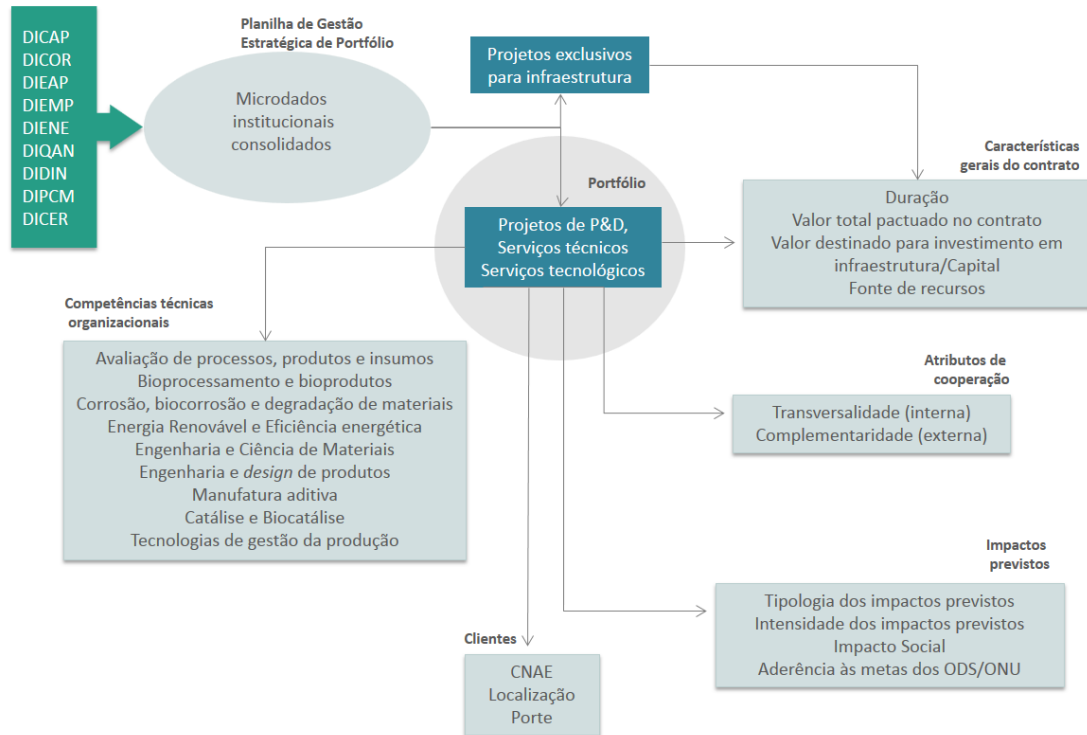 DICAP
DICOR
DIEAP
DIEMP
DIENE
DIQAN
DIDIN
DIPCM
DICER
Planilha de Gestão
Estratégica de Portfólio
Microdados
institucionais
consolidados
Projetos exclusivos
para infraestrutura
Portfólio
Projetos de P&D,
Serviços técnicos
Serviços tecnológicos
Características
gerais do contrato
Duração
Valor total pactuado no contrato
Valor destinado para investimento em
infraestrutura/Capital
Fonte de recursos
Competências técnicas
organizacionais
Avaliação de processos, produtos e insumos
Bioprocessamento e bioprodutos
Corrosão, biocorrosão e degradação de materiais
Energia Renovável e Eficiência energética
Engenharia e Ciência de Materiais
Engenharia e design de produtos
Manufatura aditiva
Catálise e Biocatálise
Tecnologias de gestão da produção
Atributos de
cooperação
Transversalidade (interna)
Complementaridade (externa)
Impactos
previstos
Tipologia dos impactos previstos
Intensidade dos impactos previstos
Impacto Social
Aderência às metas dos ODS/ONU
Clientes
CNAE
Localização
Porte